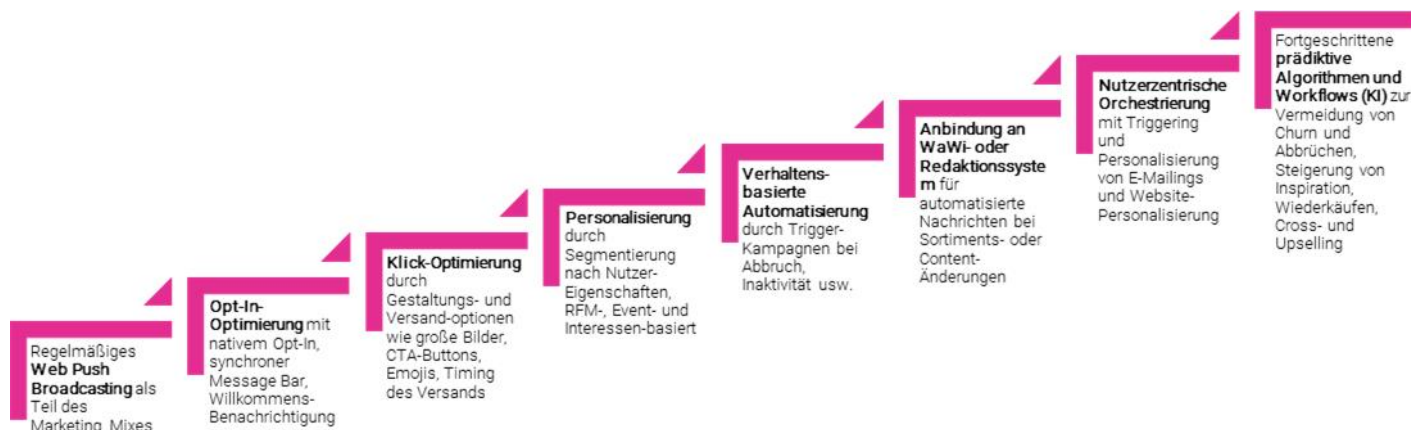 Regelmäßiges
Web Push
Broadcasting als
Teil des
Marketing Mixes
Opt-In-
Optimierung mit
nativem Opt-In,
synchroner
Message Bar,
Willkommens-
Benachrichtigung
Klick-Optimierung
durch
Gestaltungs- und
Versand-optionen
wie große Bilder,
CTA-Buttons,
Emojis, Timing
des Versands
Personalisierung
durch
Segmentierung
nach Nutzer-
Eigenschaften,
RFM-, Event- und
Interessen-basiert
Verhaltens-
basierte
Automatisierung
durch Trigger-
Kampagnen bei
Abbruch,
Inaktivität usw.
Anbindung an
WaWi- oder
Redaktionssyste
m für
automatisierte
Nachrichten bei
Sortiments- oder
Content-
Änderungen
Nutzerzentrische
Orchestrierung
mit Triggering
und
Personalisierung
von E-Mailings
und Website-
Personalisierung
Fortgeschrittene
prädiktive
Algorithmen und
Workflows (KI) zur
Vermeidung von
Churn und
Abbrüchen,
Steigerung von
Inspiration,
Wiederkäufen,
Cross- und
Upselling